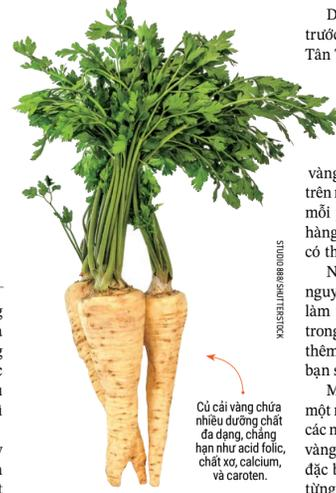 D
trước
Tân
vàng
trên
mỗi
hàng
có th
N
nguy
làm
trong
thêm
bạn s
M
một
các n
vàng
đặc b
từng
STUDIO 888/SHUTTERSTOCK
Củ cải vàng chứa
nhiều dưỡng chất
đa dạng, chẳng
hạn như acid folic,
chất xơ, calcium,
và caroten.